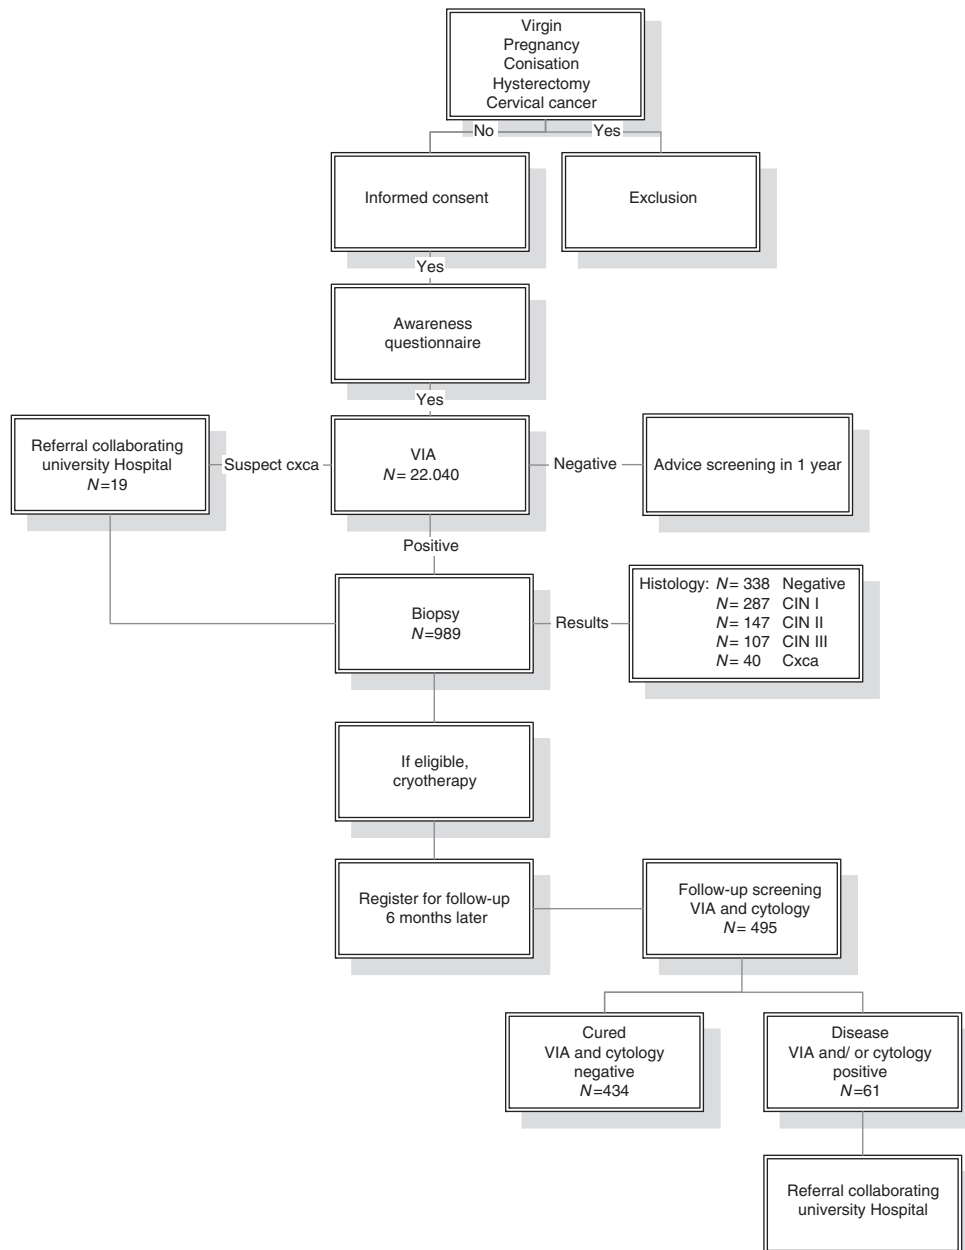 Virgin
Pregnancy
Conisation
Hysterectomy
Cervical cancer
No
Yes
Informed consent
Exclusion
Yes
Awareness
questionnaire
Yes
Referral collaborating
university Hospital
N=19
Suspect cxca
VIA
N= 22.040
Negative
Advice screening in 1 year
Positive
Biopsy
N=989
Results
Histology: N= 338 Negative
N= 287 CIN I
N= 147 CIN II
N= 107 CIN III
N= 40 Cxca
If eligible,
cryotherapy
Register for follow-up
6 months later
Follow-up screening
VIA and cytology
N= 495
Cured
VIA and cytology
negative
N=434
Disease
VIA and/ or cytology
positive
N=61
Referral collaborating
university Hospital